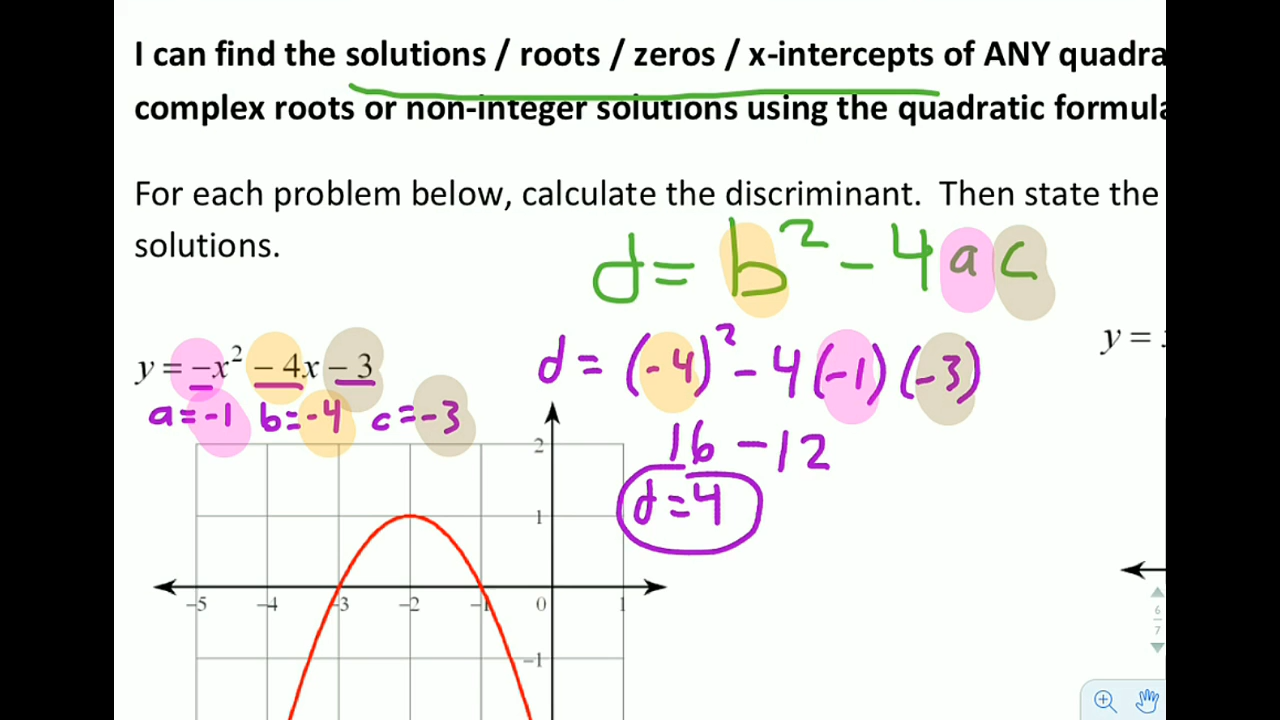 I can find the solutions / roots / zeros / x-intercepts of ANY quadra
complex roots or non-integer solutions using the quadratic formula
For each problem below, calculate the discriminant. Then state the
solutions.
d = b² - 4ac
y = -x² - 4x - 3
y =
d = (-4)² - 4(-1)(-3)
a=-1 b=-4 c=-3
16 - 12
d=4
2
1
-5 -4 -3 -2 -1 0 1
-1
6
7